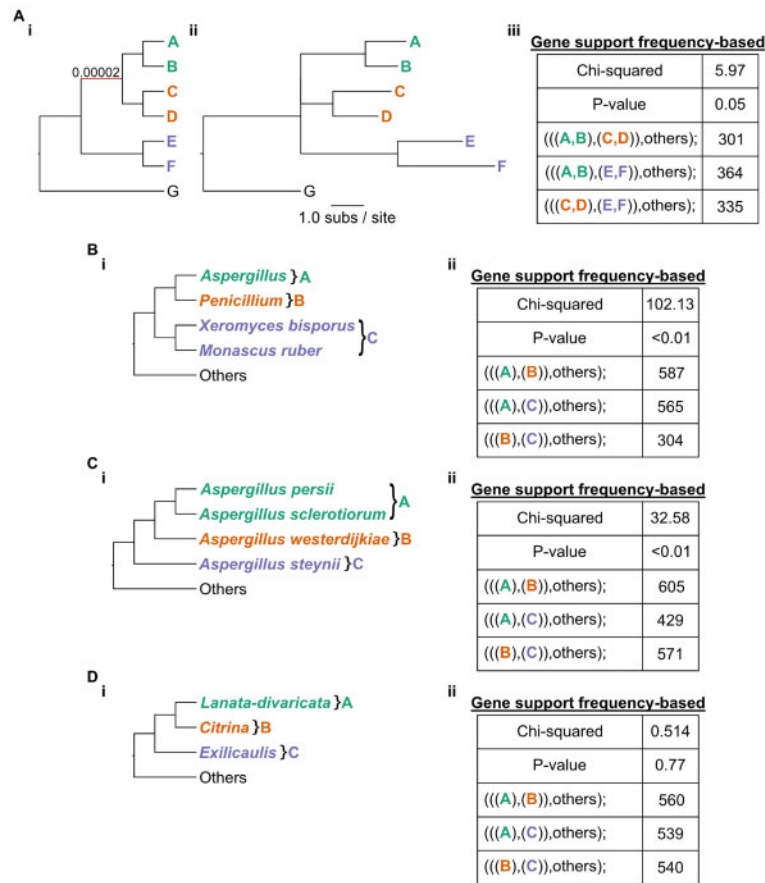 A
i
ii
iii
Gene support frequency-based
0.00002
A
B
C
D
E
F
G
A
B
C
D
E
F
G
1.0 subs / site
Chi-squared 5.97
P-value 0.05
(((A,B),(C,D)),others); 301
(((A,B),(E,F)),others); 364
(((C,D),(E,F)),others); 335
B
i
Aspergillus }A
Penicillium }B
Xeromyces bisporus
Monascus ruber
}C
Others
ii
Gene support frequency-based
Chi-squared 102.13
P-value <0.01
(((A),(B)),others); 587
(((A),(C)),others); 565
(((B),(C)),others); 304
C
i
Aspergillus persii
Aspergillus sclerotiorum
}A
Aspergillus westerdijkiae }B
Aspergillus steynii }C
Others
ii
Gene support frequency-based
Chi-squared 32.58
P-value <0.01
(((A),(B)),others); 605
(((A),(C)),others); 429
(((B),(C)),others); 571
D
i
Lanata-divaricata }A
Citrina }B
Exilicaulis }C
Others
ii
Gene support frequency-based
Chi-squared 0.514
P-value 0.77
(((A),(B)),others); 560
(((A),(C)),others); 539
(((B),(C)),others); 540